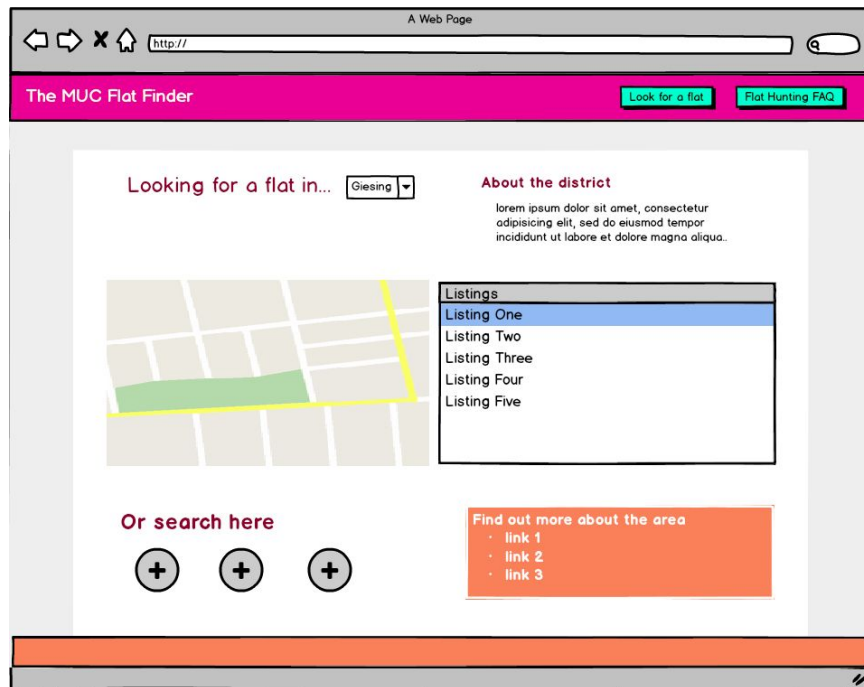 A Web Page
http://
The MUC Flat Finder
Look for a flat
Flat Hunting FAQ
Looking for a flat in...
Giesing
About the district
lorem ipsum dolor sit amet, consectetur
adipisicing elit, sed do eiusmod tempor
incididunt ut labore et dolore magna aliqua..
Listings
Listing One
Listing Two
Listing Three
Listing Four
Listing Five
Or search here
Find out more about the area
· link 1
· link 2
· link 3